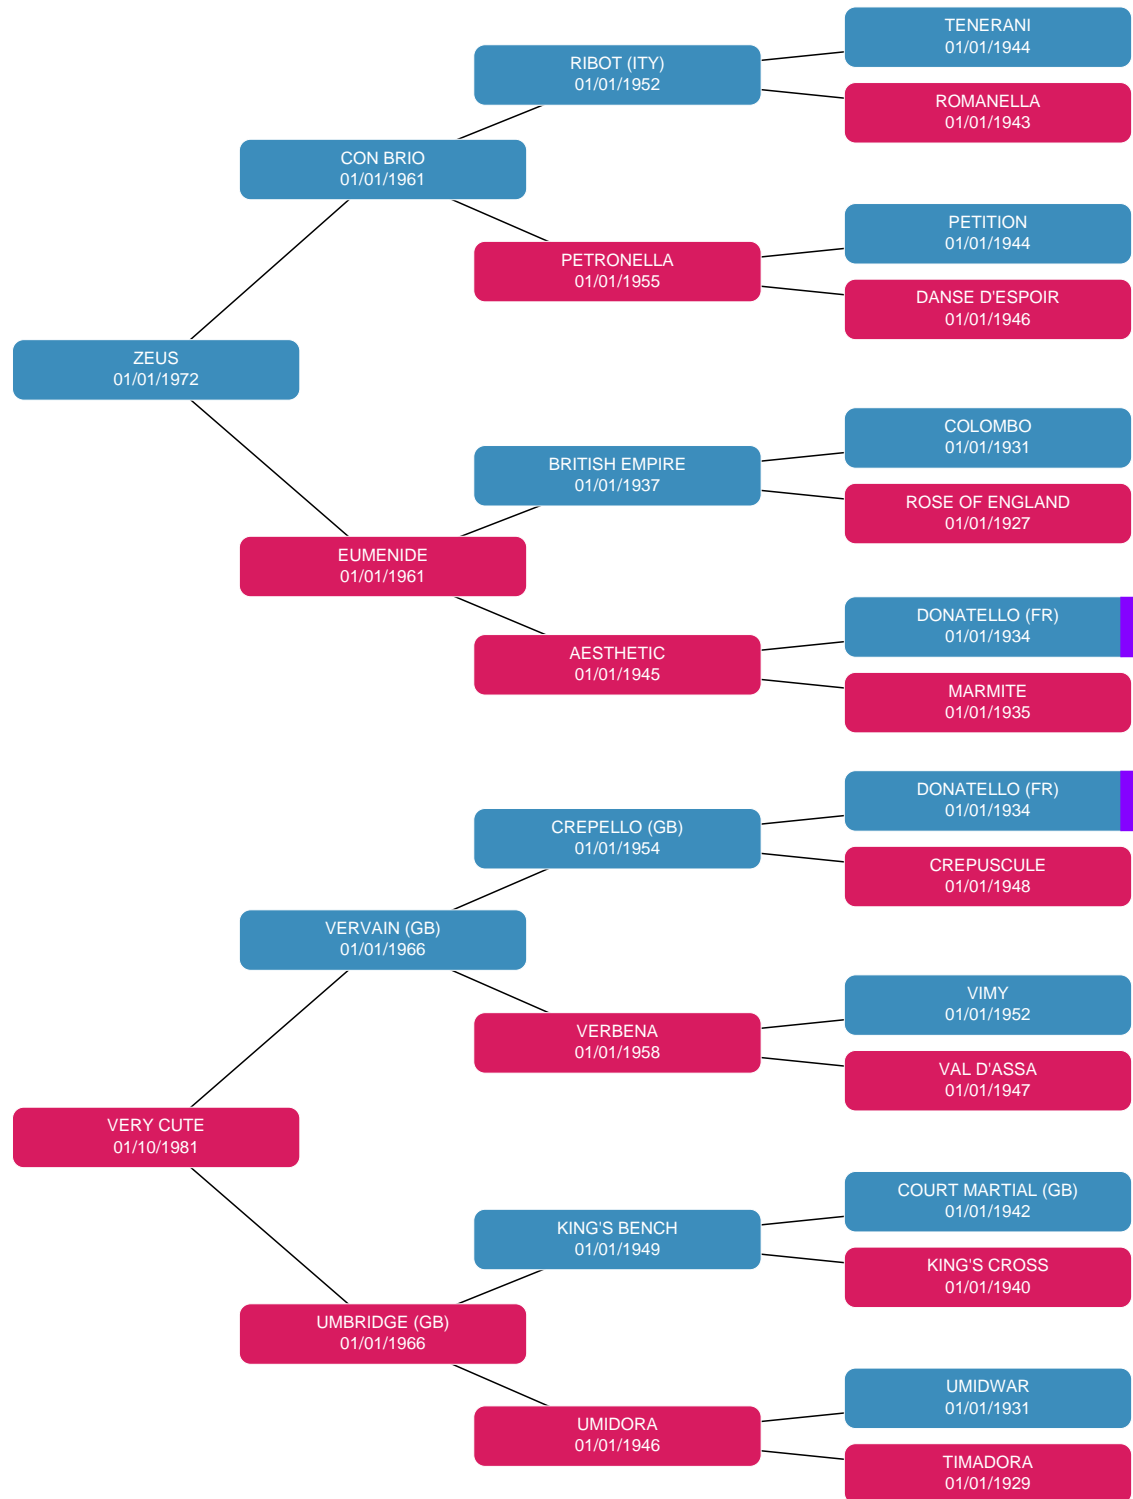 TENERANI
01/01/1944
RIBOT (ITY)
01/01/1952
ROMANELLA
01/01/1943
CON BRIO
01/01/1961
PETITION
01/01/1944
PETRONELLA
01/01/1955
DANSE D'ESPOIR
01/01/1946
ZEUS
01/01/1972
COLOMBO
01/01/1931
BRITISH EMPIRE
01/01/1937
ROSE OF ENGLAND
01/01/1927
EUMENIDE
01/01/1961
DONATELLO (FR)
01/01/1934
AESTHETIC
01/01/1945
MARMITE
01/01/1935
DONATELLO (FR)
01/01/1934
CREPELLO (GB)
01/01/1954
CREPUSCULE
01/01/1948
VERVAIN (GB)
01/01/1966
VIMY
01/01/1952
VERBENA
01/01/1958
VAL D'ASSA
01/01/1947
VERY CUTE
01/10/1981
COURT MARTIAL (GB)
01/01/1942
KING'S BENCH
01/01/1949
KING'S CROSS
01/01/1940
UMBRIDGE (GB)
01/01/1966
UMIDWAR
01/01/1931
UMIDORA
01/01/1946
TIMADORA
01/01/1929